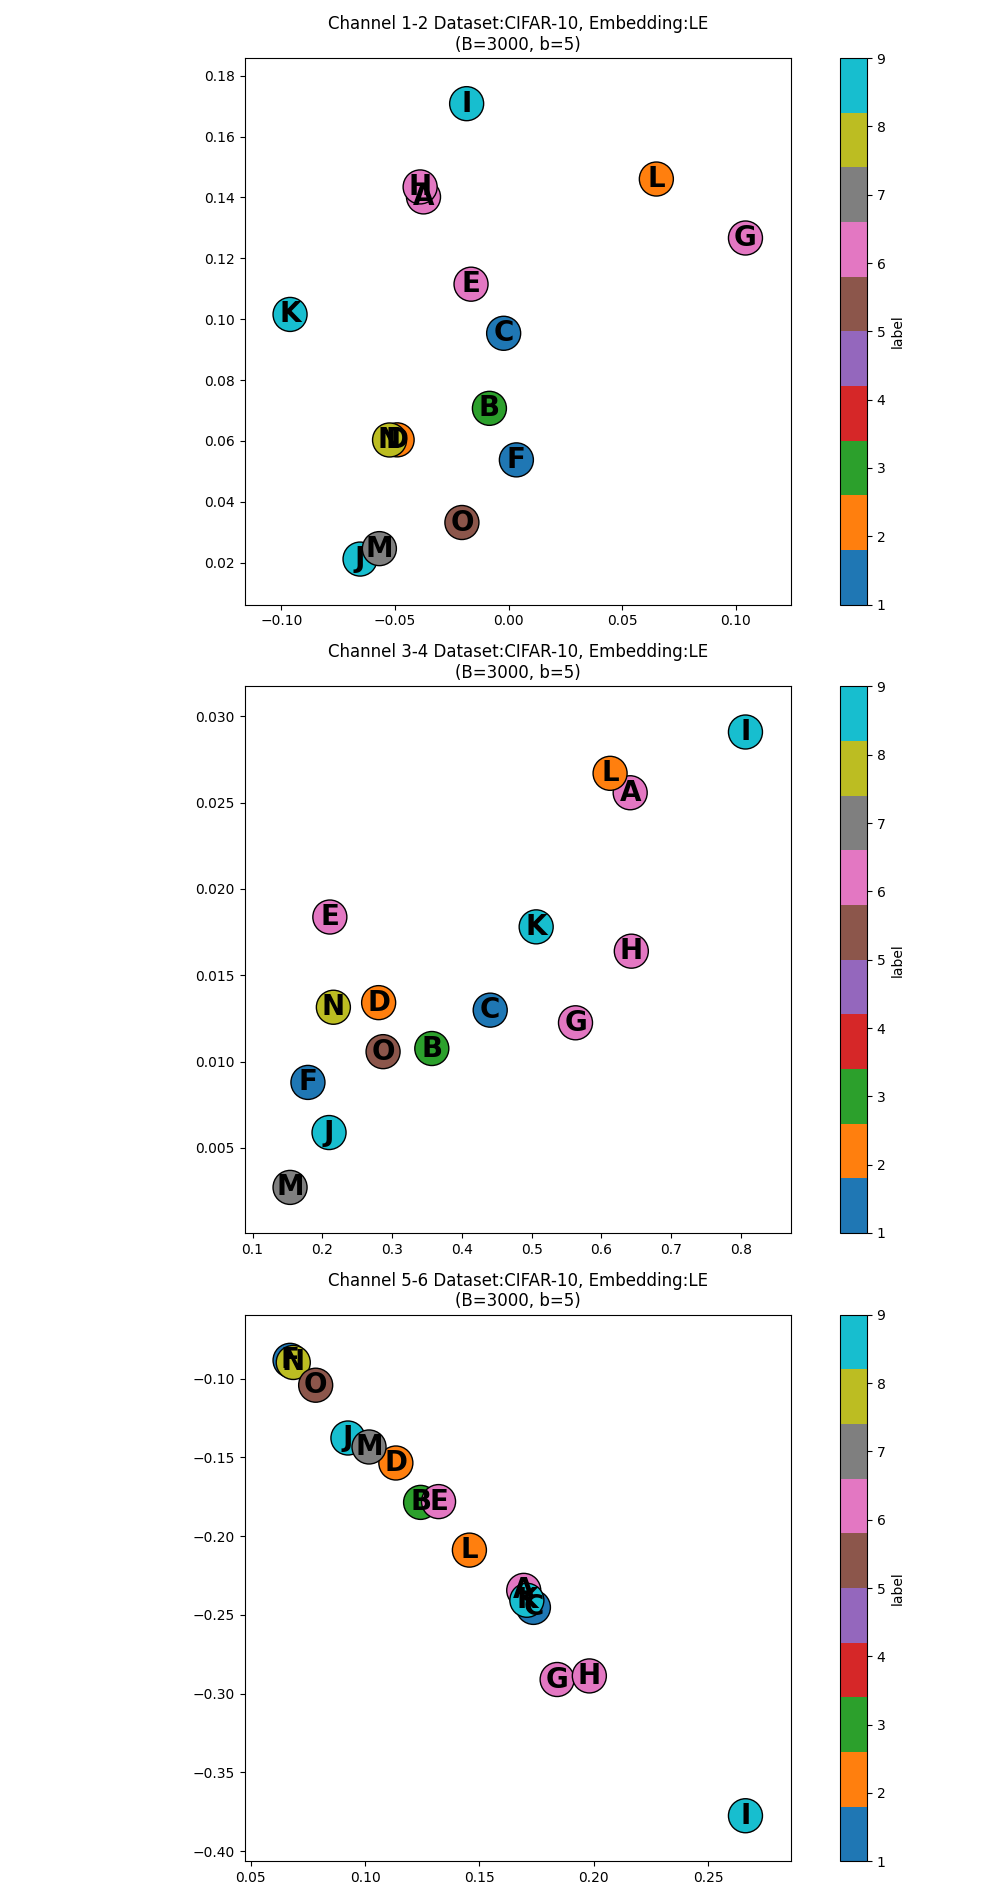 Channel 1-2 Dataset:CIFAR-10, Embedding:LE
(B=3000, b=5)
0.18
0.16
0.14
0.12
0.10
0.08
0.06
0.04
0.02
−0.10 −0.05 0.00 0.05 0.10
I
L
H
A
G
E
K
C
B
N D
F
O
M
J
9
8
7
6
5
4
3
2
1
label
Channel 3-4 Dataset:CIFAR-10, Embedding:LE
(B=3000, b=5)
0.030
0.025
0.020
0.015
0.010
0.005
0.1 0.2 0.3 0.4 0.5 0.6 0.7 0.8
I
L
A
E
K
H
D
N
C
G
B
O
F
J
M
9
8
7
6
5
4
3
2
1
label
Channel 5-6 Dataset:CIFAR-10, Embedding:LE
(B=3000, b=5)
−0.10
−0.15
−0.20
−0.25
−0.30
−0.35
−0.40
0.05 0.10 0.15 0.20 0.25
F N
O
J
M
D
B E
L
A
K
C
G H
I
9
8
7
6
5
4
3
2
1
label